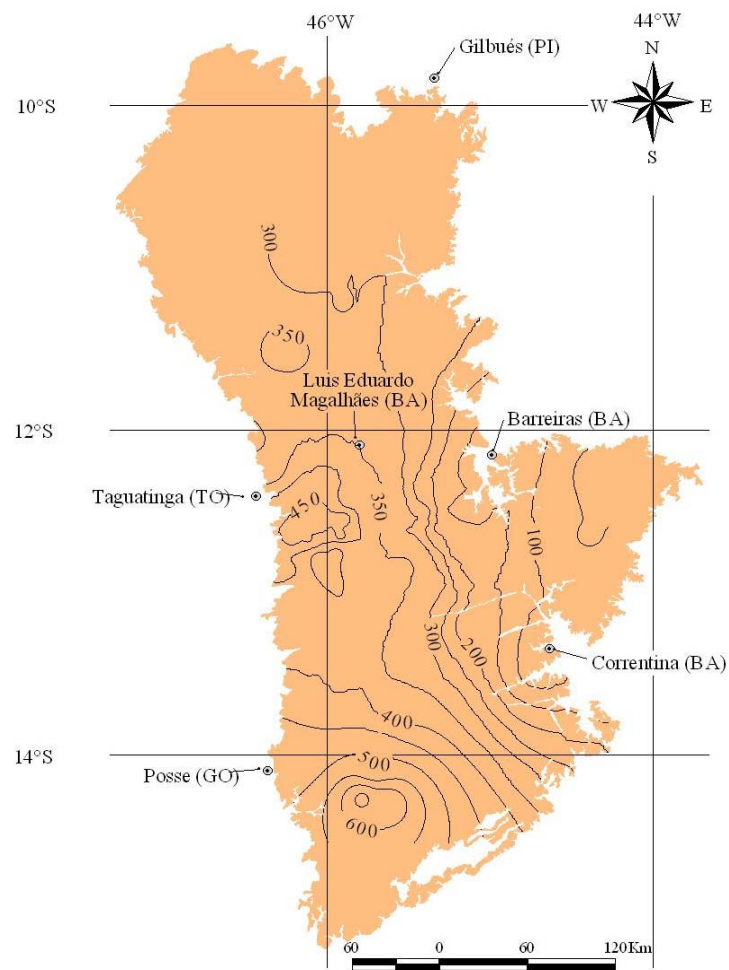 46°W
44°W
Gilbués (PI)
N
10°S
W
E
S
300
350
Luis Eduardo
Magalhães (BA)
12°S
Barreiras (BA)
Taguatinga (TO)
450
350
100
300
200
Correntina (BA)
400
14°S
500
Posse (GO)
600
60 0 60 120Km